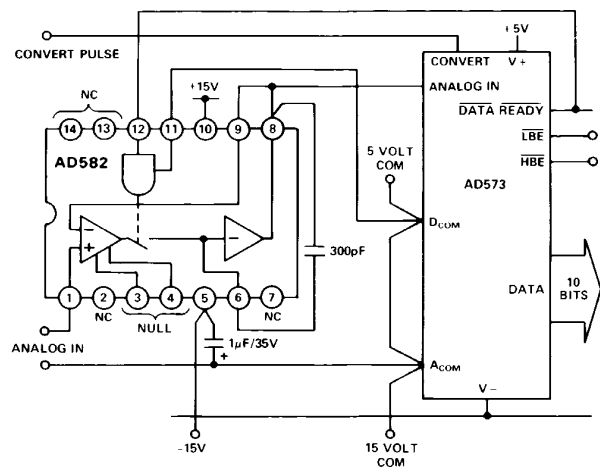 +5V
CONVERT PULSE
CONVERT V+
NC
+15V
ANALOG IN
14 13 12 11 10 9 8
DATA READY
AD582
5 VOLT
COM
LBE
HBE
AD573
DCOM
300pF
10
BITS
DATA
1 2 3 4 5 6 7
NC
NULL
NC
ANALOG IN
1μF/35V
+
ACOM
V−
-15V
15 VOLT
COM